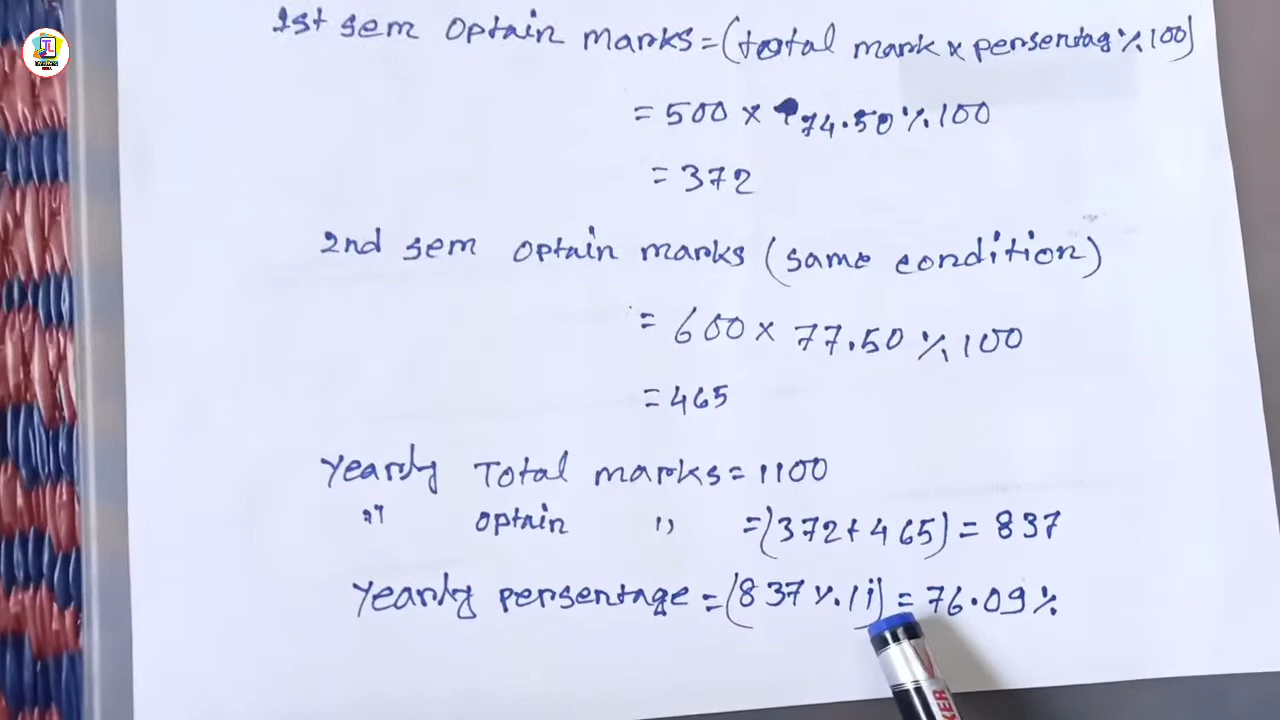 1st sem Optain marks=(total mark x persentag % 100)
= 500 x 74.50 % 100
= 372
2nd sem optain marks (same condition)
= 600 x 77.50 % 100
= 465
Yearly Total marks = 1100
" optain " =(372+465) = 837
Yearly persentage =(837 % 11) = 76.09 %